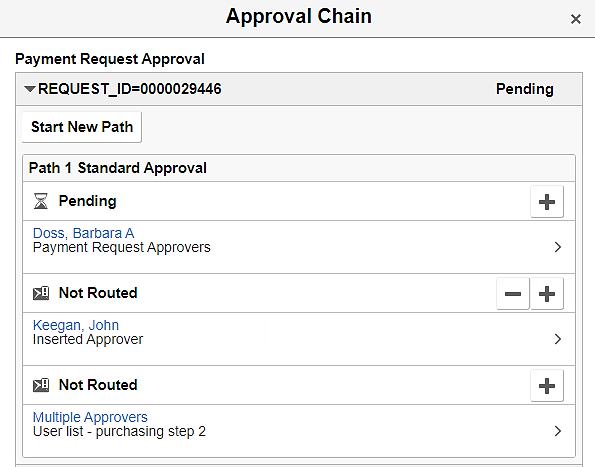 Approval Chain
Payment Request Approval
REQUEST_ID=0000029446 Pending
Start New Path
Path 1 Standard Approval
Pending
Doss, Barbara A
Payment Request Approvers
Not Routed
Keegan, John
Inserted Approver
Not Routed
Multiple Approvers
User list - purchasing step 2